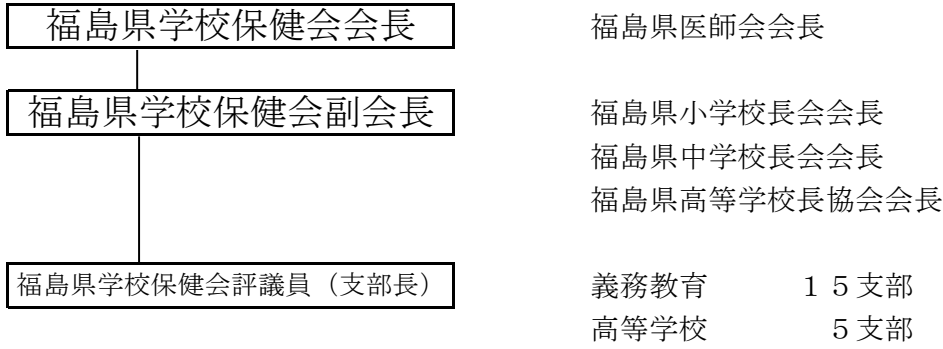 福島県学校保健会会長 福島県医師会会長
福島県学校保健会副会長 福島県小学校長会会長
福島県中学校長会会長
福島県高等学校長協会会長
福島県学校保健会評議員（支部長） 義務教育 １５支部
高等学校 ５支部